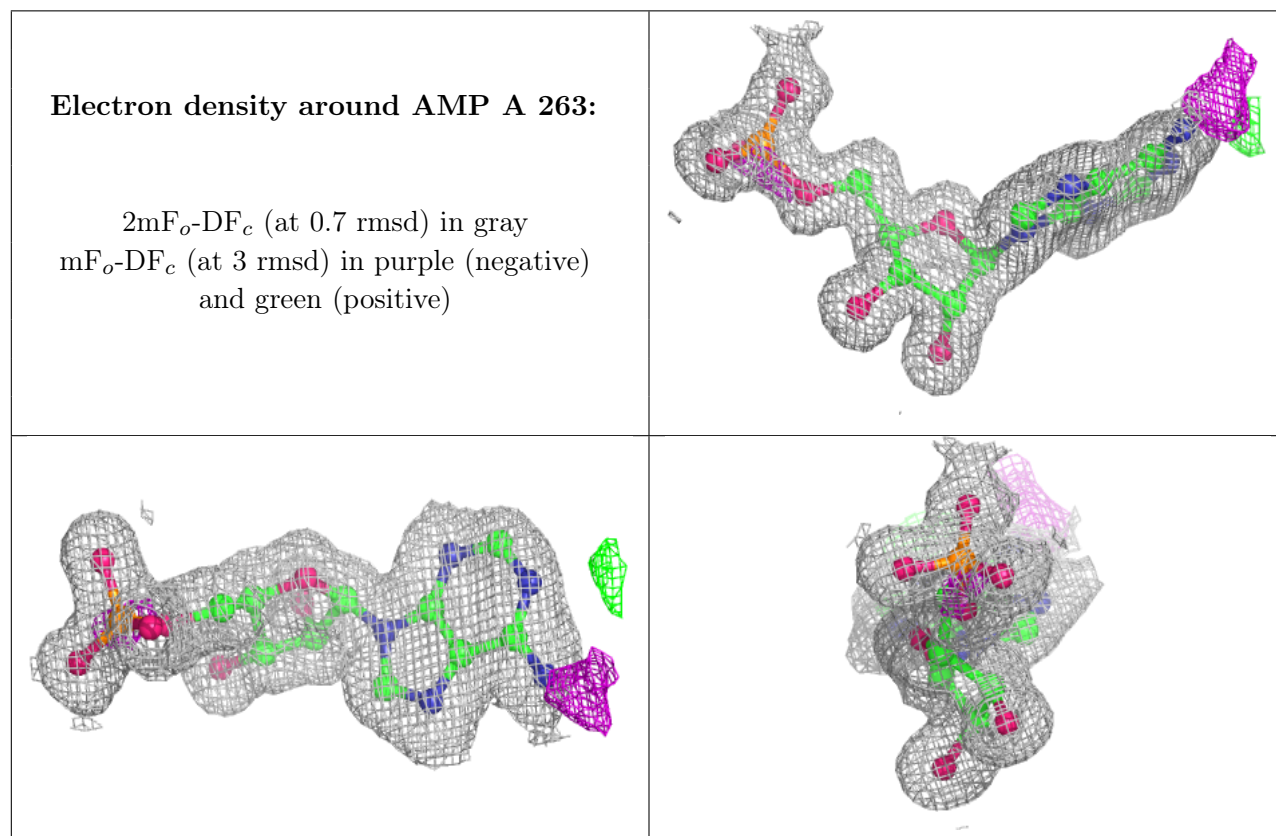 Electron density around AMP A 263:
2mFₒ-DF𝒸 (at 0.7 rmsd) in gray
mFₒ-DF𝒸 (at 3 rmsd) in purple (negative)
and green (positive)